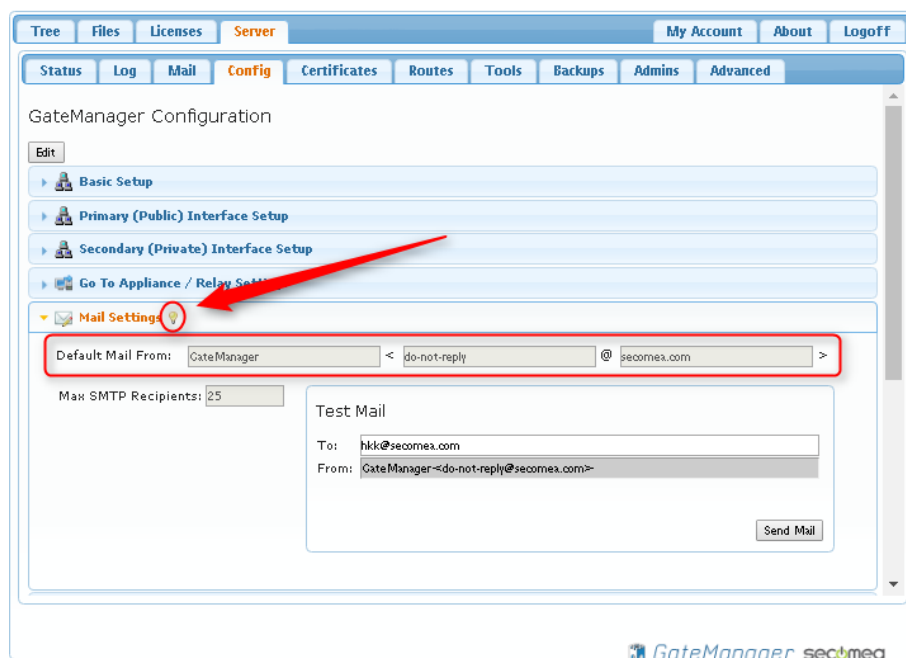 Tree Files Licenses Server My Account About Logoff
Status Log Mail Config Certificates Routes Tools Backups Admins Advanced
GateManager Configuration
Edit
Basic Setup
Primary (Public) Interface Setup
Secondary (Private) Interface Setup
Go To Appliance / Relay
Mail Settings
Default Mail From: GateManager < do-not-reply @ secomea.com >
Max SMTP Recipients: 25
Test Mail
To: hkk@secomea.com
From: GateManager <do-not-reply@secomea.com>
Send Mail
GateManager secomea